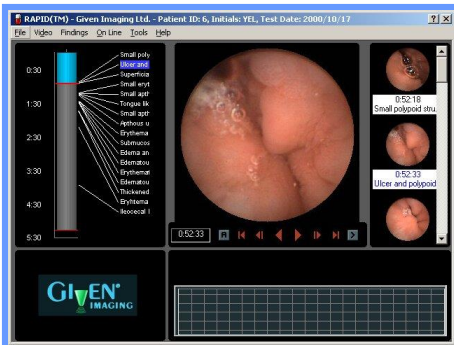 RAPID(TM) - Given Imaging Ltd. - Patient ID: 6, Initials: YEL, Test Date: 2000/10/17
File Video Findings On Line Tools Help
0:30
1:30
2:30
3:30
4:30
5:30
Small poly
Ulcer and
Superficia
Small eryt
Small apth
Tongue lik
Small apth
Apthous u
Erythema
Submucos
Edema an
Edematou
Erythemat
Edematou
Thickened
Eryhtema
Ileocecal
0:52:33
0:52:18
Small polypoid stru.
0:52:33
Ulcer and polypoid
GIVEN
IMAGING